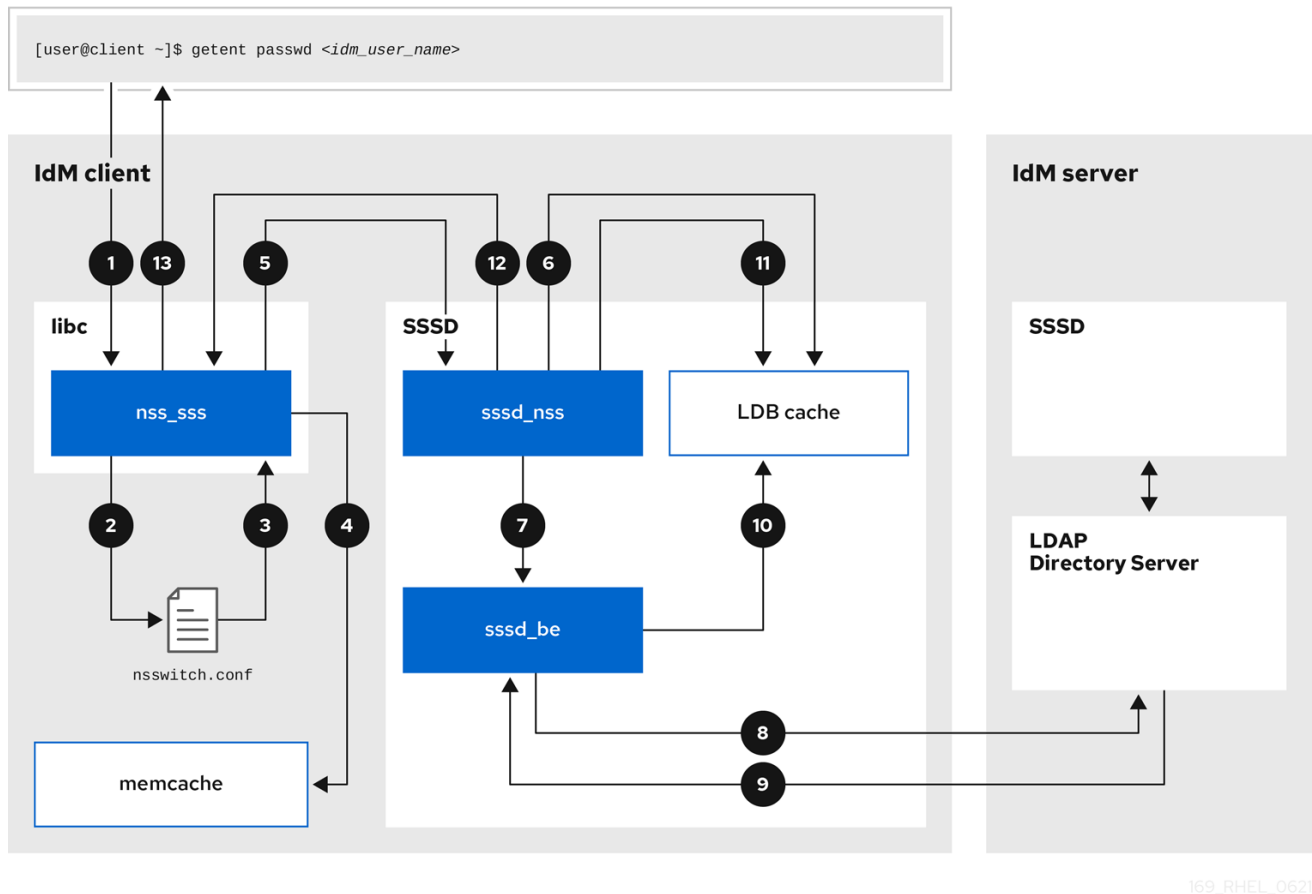 [user@client ~]$ getent passwd <idm_user_name>
IdM client
IdM server
1
13
5
12
6
11
libc
SSSD
SSSD
nss_sss
sssd_nss
LDB cache
2
3
4
7
10
LDAP
Directory Server
sssd_be
nsswitch.conf
8
memcache
9
169_RHEL_0621